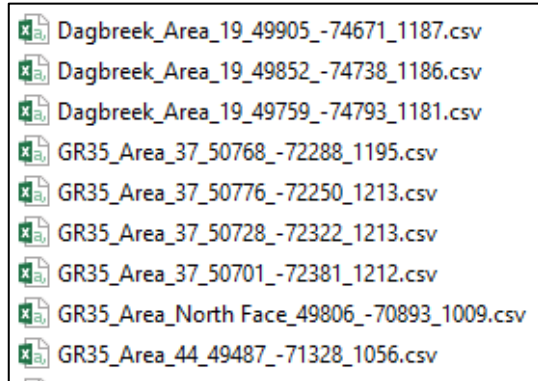 Dagbreek_Area_19_49905_-74671_1187.csv
Dagbreek_Area_19_49852_-74738_1186.csv
Dagbreek_Area_19_49759_-74793_1181.csv
GR35_Area_37_50768_-72288_1195.csv
GR35_Area_37_50776_-72250_1213.csv
GR35_Area_37_50728_-72322_1213.csv
GR35_Area_37_50701_-72381_1212.csv
GR35_Area_North Face_49806_-70893_1009.csv
GR35_Area_44_49487_-71328_1056.csv